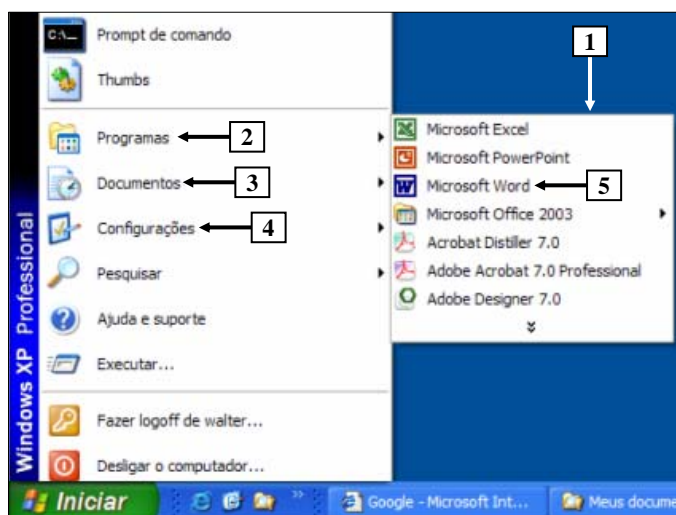 Prompt de comando
Thumbs
1
Programas
2
Documentos
3
Configurações
4
Pesquisar
Ajuda e suporte
Executar...
Fazer logoff de walter...
Desligar o computador...
Windows XP Professional
Microsoft Excel
Microsoft PowerPoint
Microsoft Word
5
Microsoft Office 2003
Acrobat Distiller 7.0
Adobe Acrobat 7.0 Professional
Adobe Designer 7.0
Iniciar
Google - Microsoft Int...
Meus docume